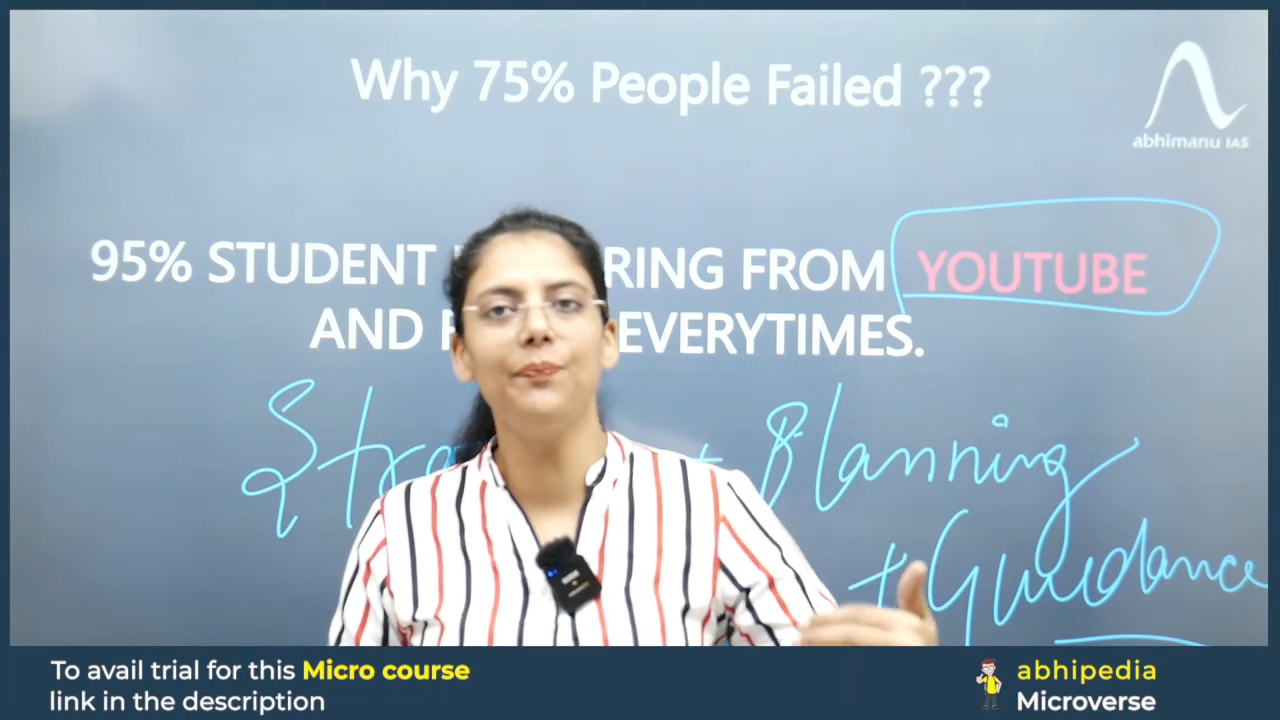 Why 75% People Failed ???
abhimanu IAS
95% STUDENT RING FROM YOUTUBE
AND EVERYTIMES.
+ Planning
+ Guidance
To avail trial for this Micro course
link in the description
abhipedia
Microverse